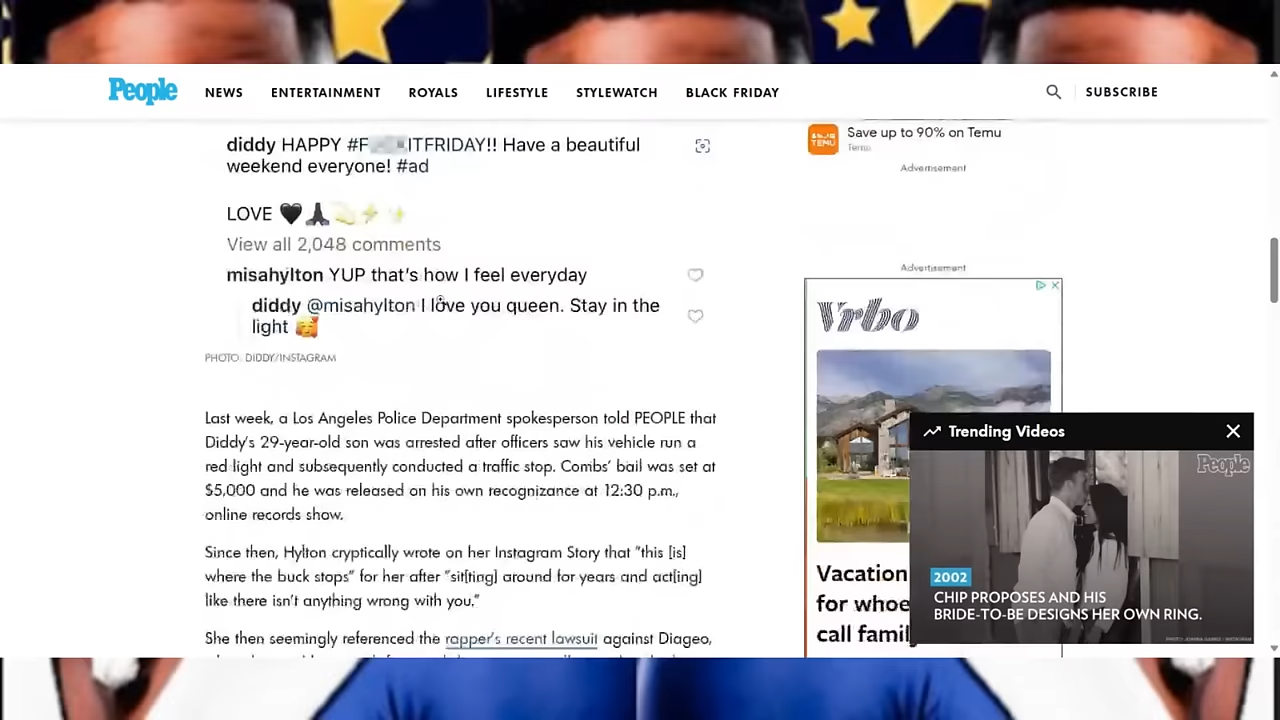 People NEWS ENTERTAINMENT ROYALS LIFESTYLE STYLEWATCH BLACK FRIDAY SUBSCRIBE
diddy HAPPY #F ITFRIDAY!! Have a beautiful
weekend everyone! #ad
LOVE 🖤🙏🏿💫⚡✨
View all 2,048 comments
misahylton YUP that's how I feel everyday
diddy @misahylton I love you queen. Stay in the
light 🥰
PHOTO: DIDDY/INSTAGRAM
Last week, a Los Angeles Police Department spokesperson told PEOPLE that
Diddy's 29-year-old son was arrested after officers saw his vehicle run a
red light and subsequently conducted a traffic stop. Combs' bail was set at
$5,000 and he was released on his own recognizance at 12:30 p.m.,
online records show.
Since then, Hylton cryptically wrote on her Instagram Story that "this [is]
where the buck stops" for her after "sit[ting] around for years and act[ing]
like there isn't anything wrong with you."
She then seemingly referenced the rapper's recent lawsuit against Diageo,
TEMU
Save up to 90% on Temu
Temu
Advertisement
Advertisement
Vrbo
Vacation
for whoe
call famil
Trending Videos
People
2002
CHIP PROPOSES AND HIS
BRIDE-TO-BE DESIGNS HER OWN RING.